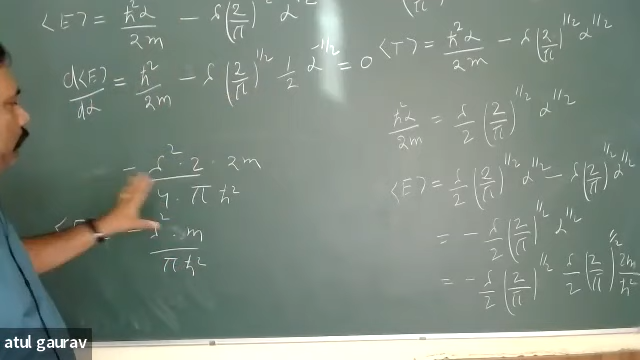 ⟨E⟩ = ħ²α / 2m − δ (2/π)^{1/2} α^{1/2}
d⟨E⟩/dα = ħ²/2m − δ (2/π)^{1/2} 1/2 α^{-1/2} = 0
− δ² · 2 · 2m / 4 · π ħ²
− δ² · m / π ħ²
⟨T⟩ = ħ²α / 2m − δ (2/π)^{1/2} α^{1/2}
ħ²α / 2m = δ/2 (2/π)^{1/2} α^{1/2}
⟨E⟩ = δ/2 (2/π)^{1/2} α^{1/2} − δ (2/π)^{1/2} α^{1/2}
= − δ/2 (2/π)^{1/2} α^{1/2}
= − δ/2 (2/π)^{1/2} δ/2 (2/π)^{1/2} 2m/ħ²
atul gaurav